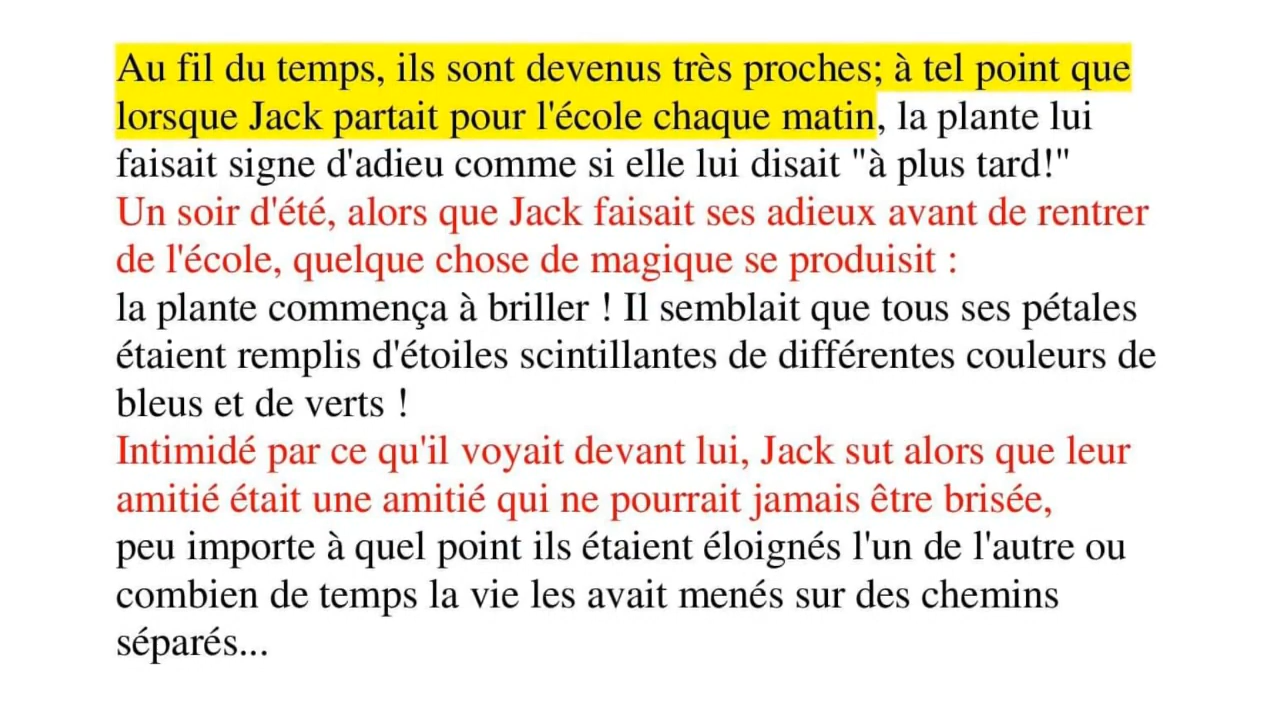 Au fil du temps, ils sont devenus très proches; à tel point que
lorsque Jack partait pour l'école chaque matin, la plante lui
faisait signe d'adieu comme si elle lui disait "à plus tard!"
Un soir d'été, alors que Jack faisait ses adieux avant de rentrer
de l'école, quelque chose de magique se produisit :
la plante commença à briller ! Il semblait que tous ses pétales
étaient remplis d'étoiles scintillantes de différentes couleurs de
bleus et de verts !
Intimidé par ce qu'il voyait devant lui, Jack sut alors que leur
amitié était une amitié qui ne pourrait jamais être brisée,
peu importe à quel point ils étaient éloignés l'un de l'autre ou
combien de temps la vie les avait menés sur des chemins
séparés...